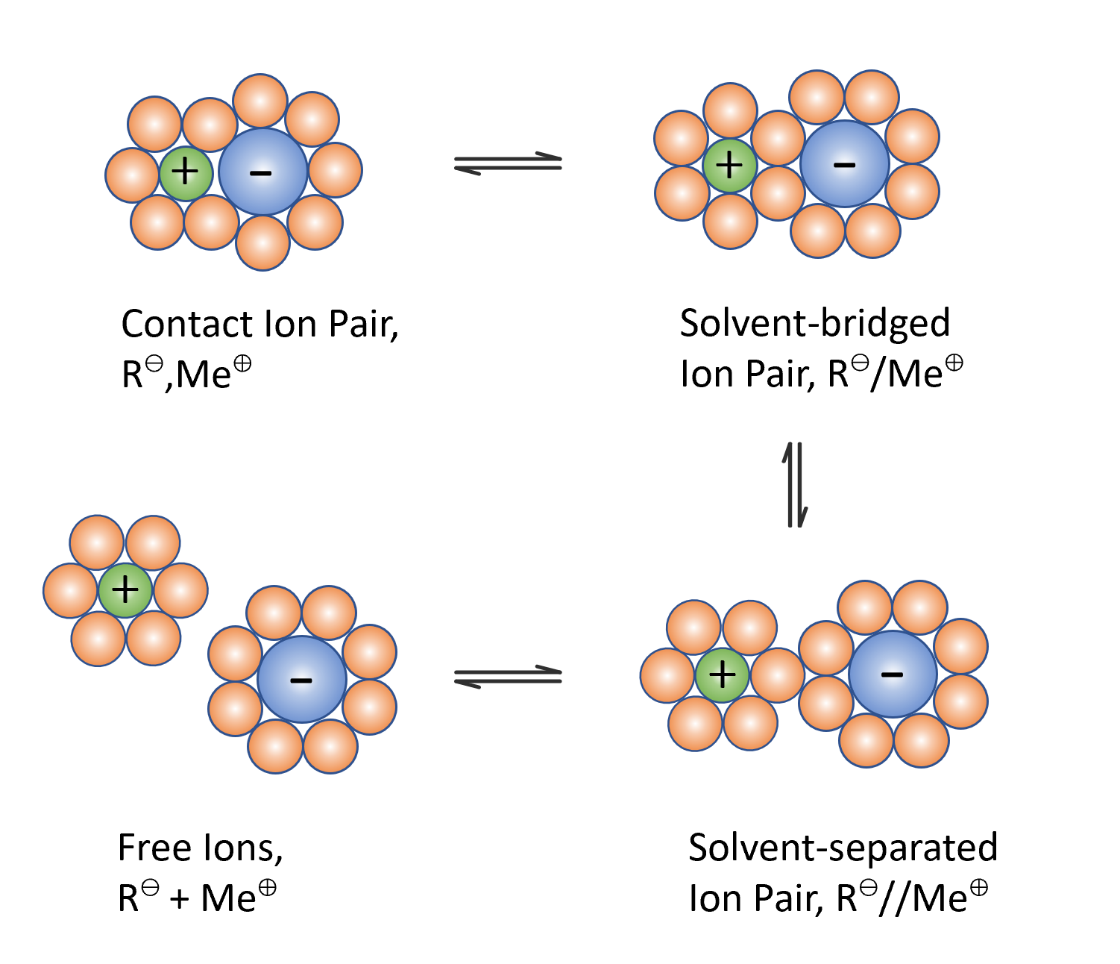 + -
+ -
Contact Ion Pair,
R⊖,Me⊕
Solvent-bridged
Ion Pair, R⊖/Me⊕
+ -
+ -
Free Ions,
R⊖ + Me⊕
Solvent-separated
Ion Pair, R⊖//Me⊕